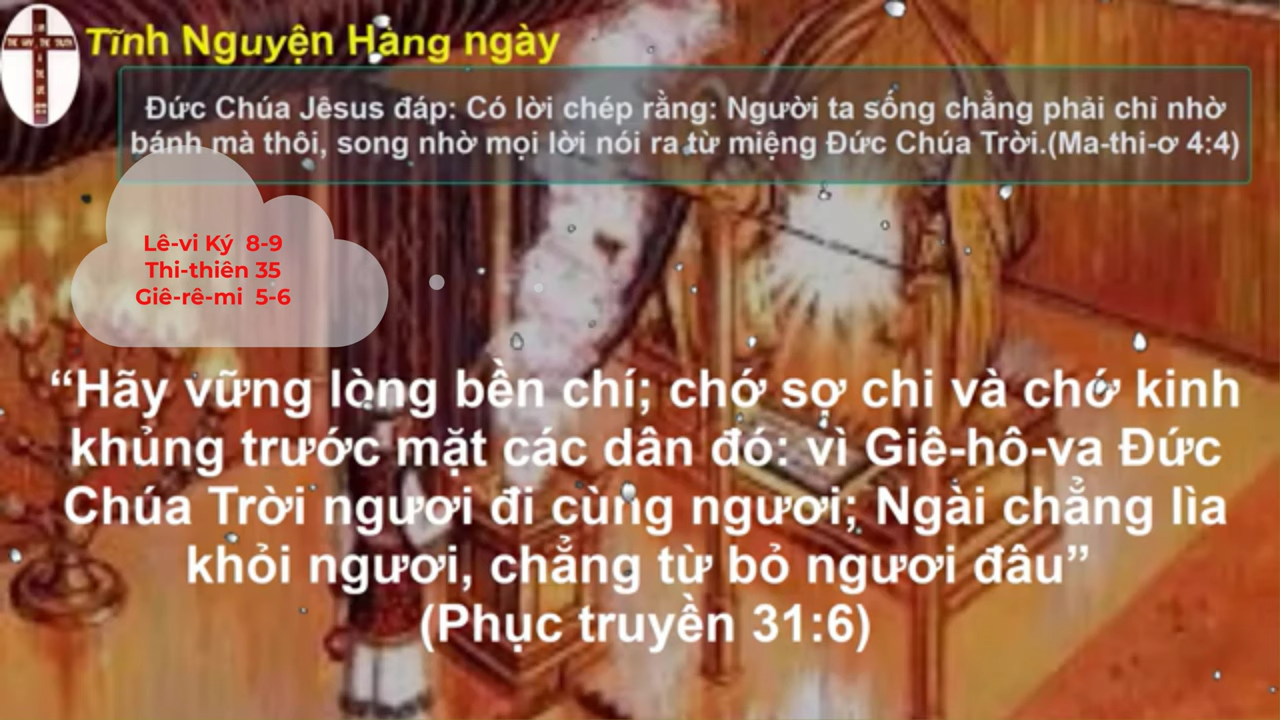 Tĩnh Nguyện Hàng ngày
Đức Chúa Jêsus đáp: Có lời chép rằng: Người ta sống chẳng phải chỉ nhờ
bánh mà thôi, song nhờ mọi lời nói ra từ miệng Đức Chúa Trời.(Ma-thi-ơ 4:4)
Lê-vi Ký 8-9
Thi-thiên 35
Giê-rê-mi 5-6
“Hãy vững lòng bền chí; chớ sợ chi và chớ kinh
khủng trước mặt các dân đó: vì Giê-hô-va Đức
Chúa Trời ngươi đi cùng ngươi; Ngài chẳng lìa
khỏi ngươi, chẳng từ bỏ ngươi đâu”
(Phục truyền 31:6)